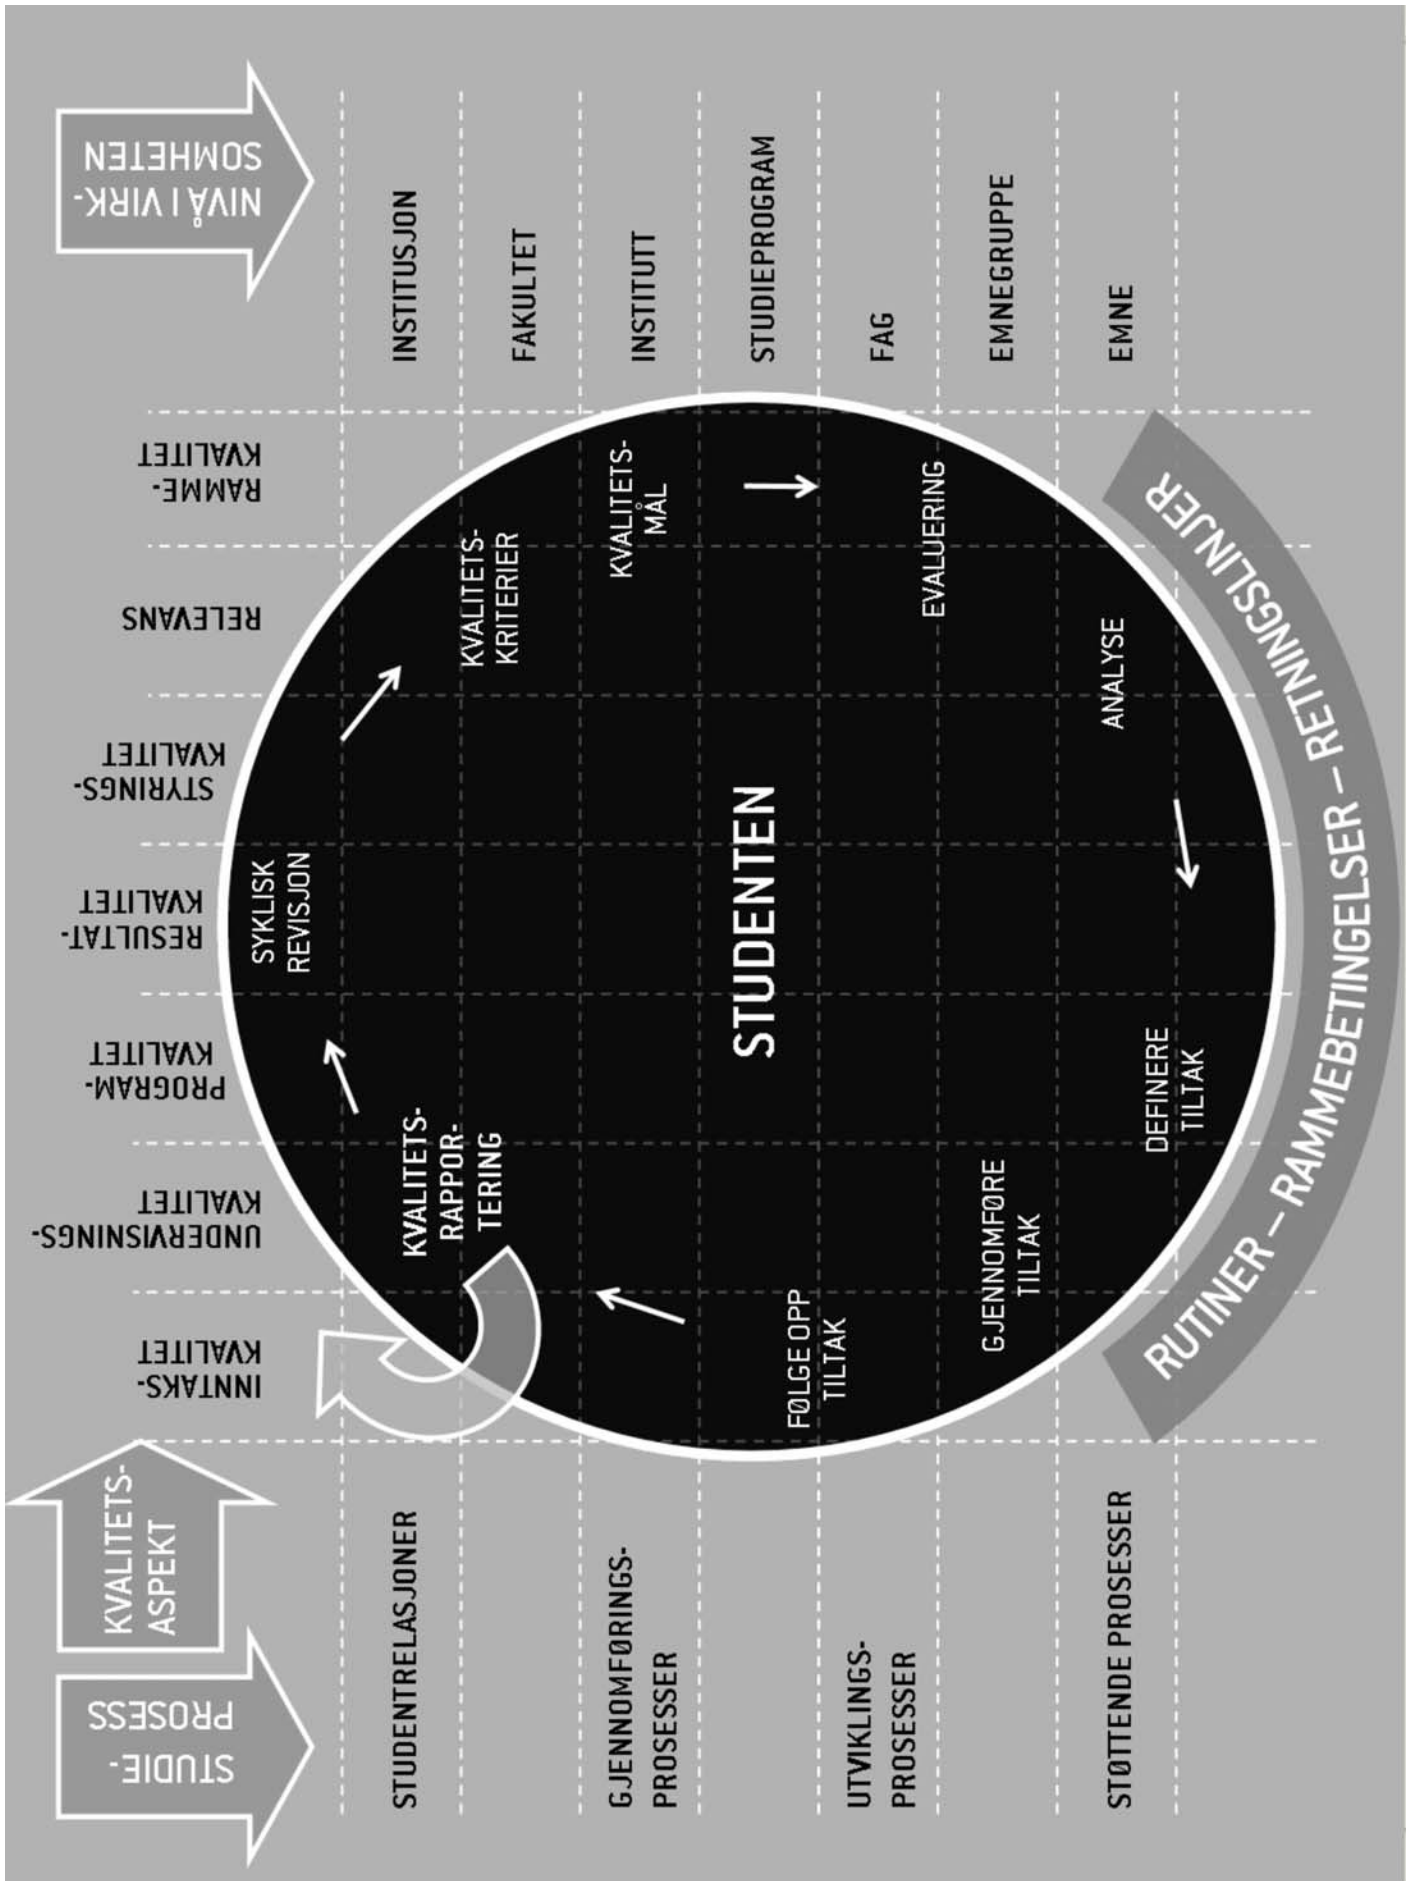 STUDIE-
PROSESS
KVALITETS-
ASPEKT
NIVÅ I VIRK-
SOMHETEN
INNTAKS-
KVALITET
UNDERVISNINGS-
KVALITET
PROGRAM-
KVALITET
RESULTAT-
KVALITET
STYRINGS-
KVALITET
RELEVANS
RAMME-
KVALITET
STUDENTRELASJONER
GJENNOMFØRINGS-
PROSESSER
UTVIKLINGS-
PROSESSER
STØTTENDE PROSESSER
SYKLISK
REVISJON
KVALITETS-
KRITERIER
KVALITETS-
MÅL
EVALUERING
ANALYSE
DEFINERE
TILTAK
GJENNOMFØRE
TILTAK
FØLGE OPP
TILTAK
KVALITETS-
RAPPOR-
TERING
STUDENTEN
INSTITUSJON
FAKULTET
INSTITUTT
STUDIEPROGRAM
FAG
EMNEGRUPPE
EMNE
RUTINER – RAMMEBETINGELSER – RETNINGSLINJER